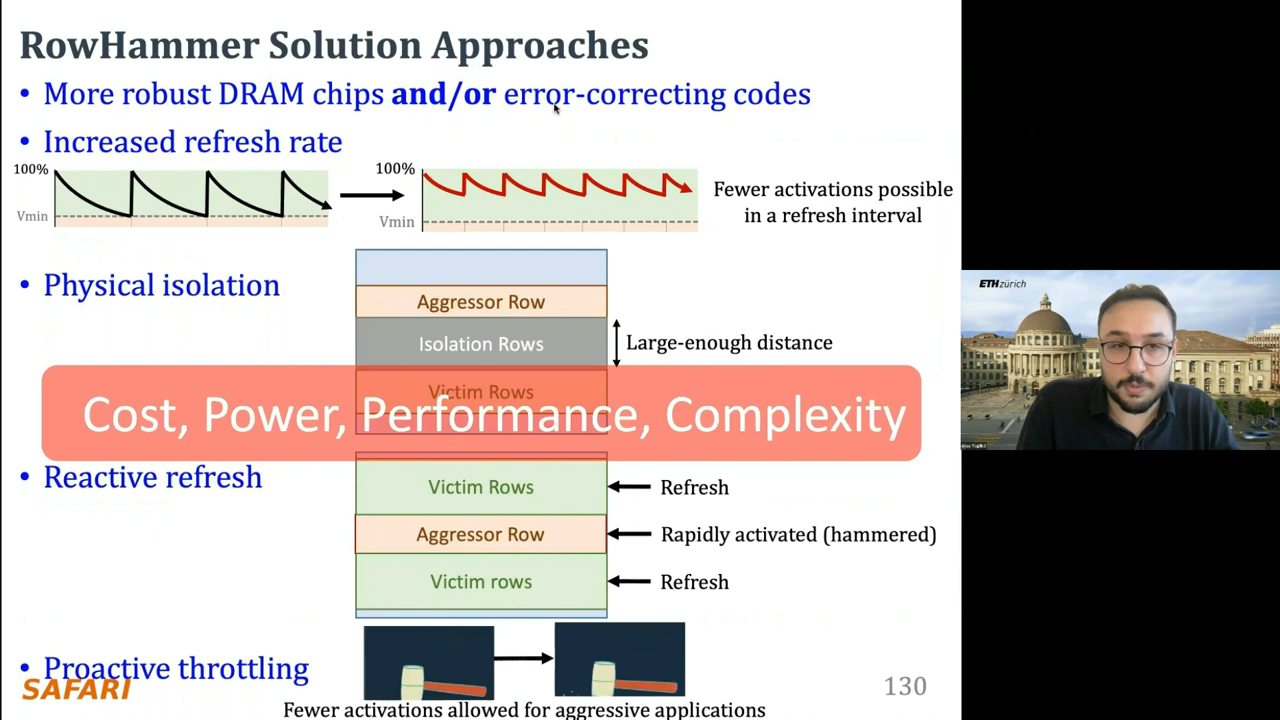 RowHammer Solution Approaches
• More robust DRAM chips and/or error-correcting codes
• Increased refresh rate
100%
Vmin
100%
Vmin
Fewer activations possible
in a refresh interval
• Physical isolation
Aggressor Row
Isolation Rows
Large-enough distance
Victim Rows
Cost, Power, Performance, Complexity
• Reactive refresh
Victim Rows
Refresh
Aggressor Row
Rapidly activated (hammered)
Victim rows
Refresh
• Proactive throttling
Fewer activations allowed for aggressive applications
SAFARI
130
ETHzürich